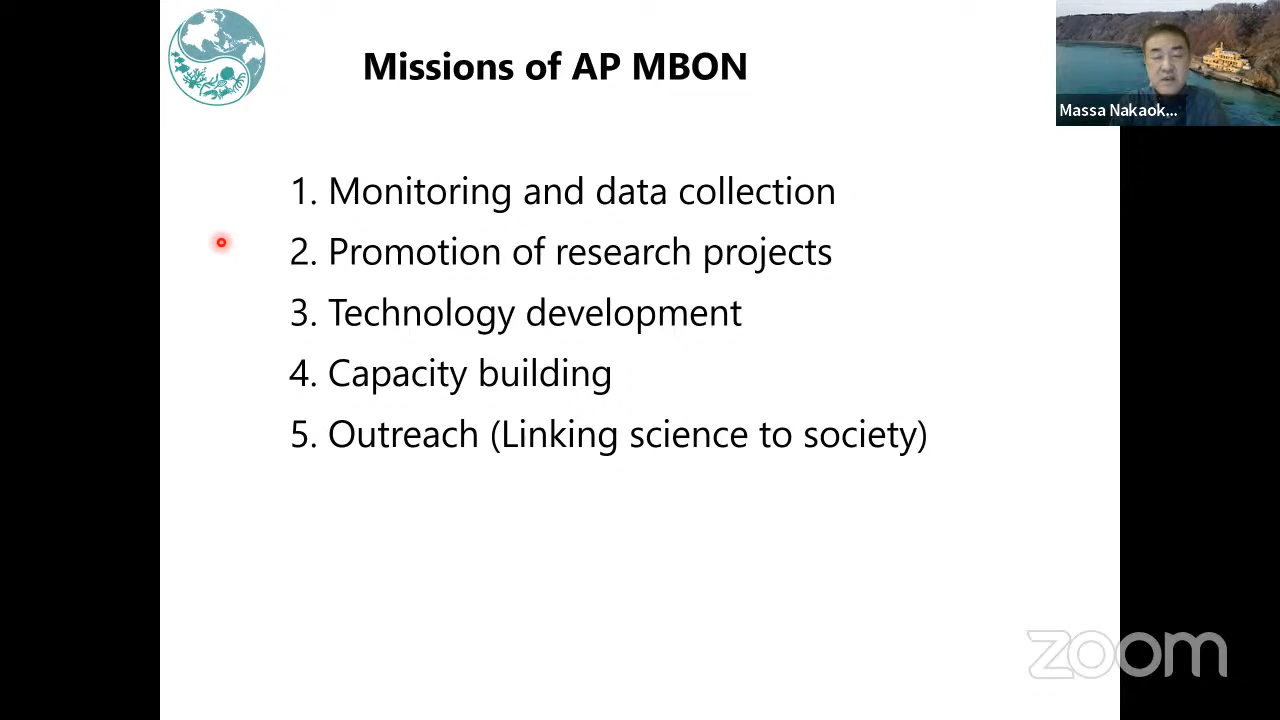 Missions of AP MBON
Massa Nakaok...
1. Monitoring and data collection
2. Promotion of research projects
3. Technology development
4. Capacity building
5. Outreach (Linking science to society)
zoom